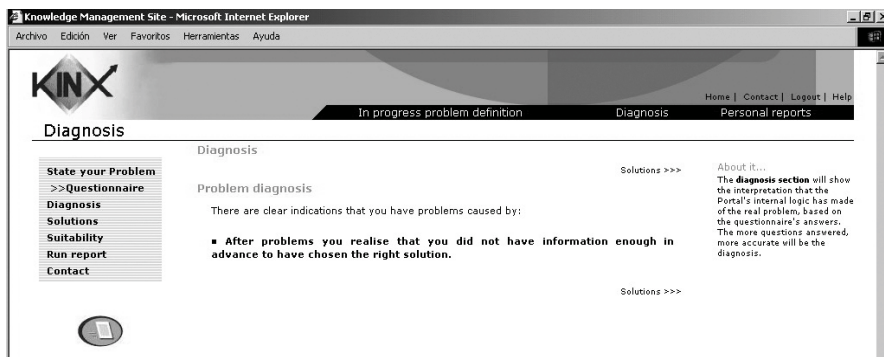 Knowledge Management Site - Microsoft Internet Explorer
Archivo Edición Ver Favoritos Herramientas Ayuda
KINX
Home | Contact | Logout | Help
In progress problem definition Diagnosis Personal reports
Diagnosis
State your Problem
>>Questionnaire
Diagnosis
Solutions
Suitability
Run report
Contact
Diagnosis
Solutions >>>
Problem diagnosis
There are clear indications that you have problems caused by:
■ After problems you realise that you did not have information enough in
advance to have chosen the right solution.
Solutions >>>
About it...
The diagnosis section will show
the interpretation that the
Portal's internal logic has made
of the real problem, based on
the questionnaire's answers.
The more questions answered,
more accurate will be the
diagnosis.